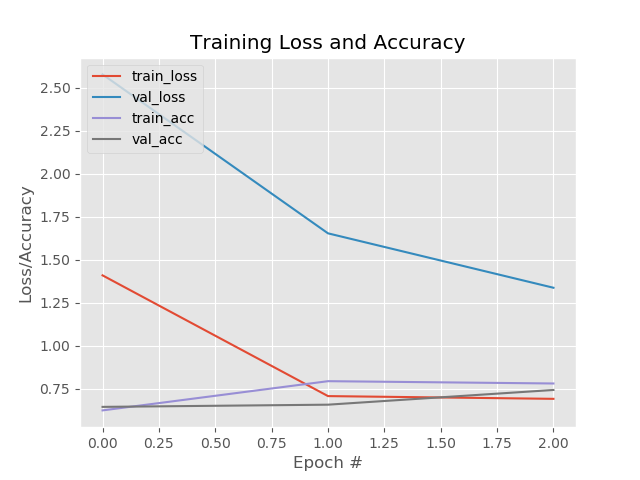 Training Loss and Accuracy
train_loss
val_loss
train_acc
val_acc
2.50
2.25
2.00
1.75
1.50
1.25
1.00
0.75
Loss/Accuracy
0.00 0.25 0.50 0.75 1.00 1.25 1.50 1.75 2.00
Epoch #